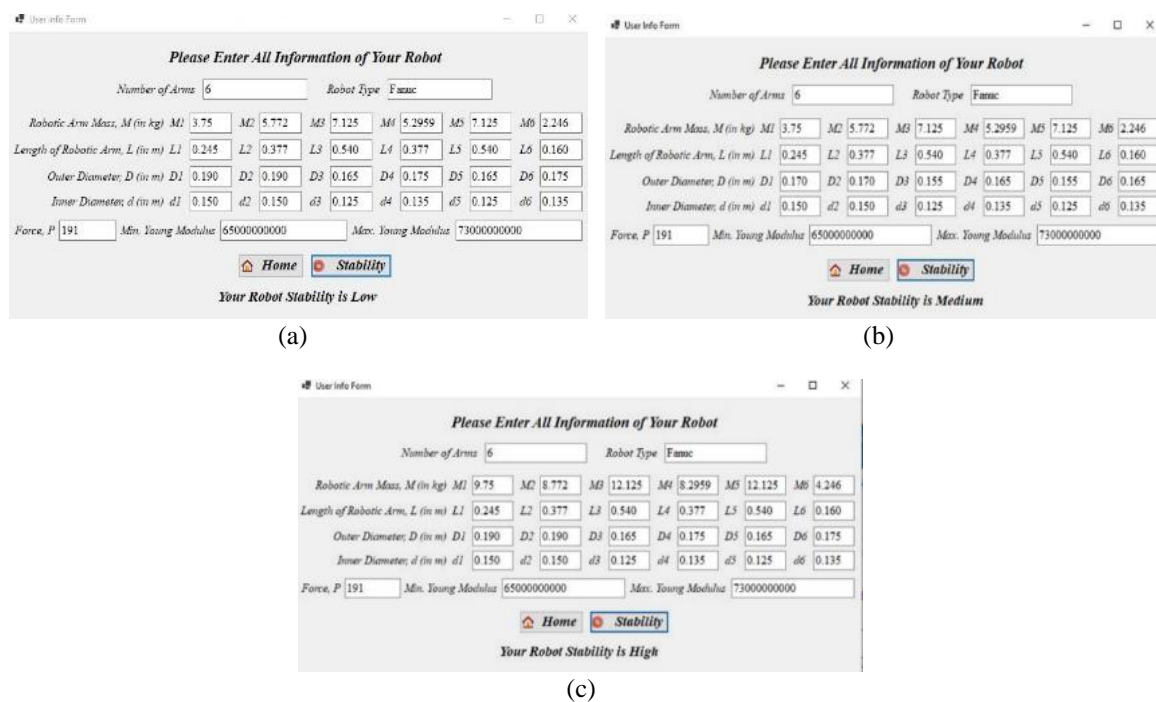 User Info Form
Please Enter All Information of Your Robot
Number of Arms 6 Robot Type Fanuc
Robotic Arm Mass, M (in kg) M1 3.75 M2 5.772 M3 7.125 M4 5.2959 M5 7.125 M6 2.246
Length of Robotic Arm, L (in m) L1 0.245 L2 0.377 L3 0.540 L4 0.377 L5 0.540 L6 0.160
Outer Diameter, D (in m) D1 0.190 D2 0.190 D3 0.165 D4 0.175 D5 0.165 D6 0.175
Inner Diameter, d (in m) d1 0.150 d2 0.150 d3 0.125 d4 0.135 d5 0.125 d6 0.135
Force, P 191 Min. Young Modulus 65000000000 Max. Young Modulus 73000000000
Home Stability
Your Robot Stability is Low
(a)
User Info Form
Please Enter All Information of Your Robot
Number of Arms 6 Robot Type Fanuc
Robotic Arm Mass, M (in kg) M1 3.75 M2 5.772 M3 7.125 M4 5.2959 M5 7.125 M6 2.246
Length of Robotic Arm, L (in m) L1 0.245 L2 0.377 L3 0.540 L4 0.377 L5 0.540 L6 0.160
Outer Diameter, D (in m) D1 0.170 D2 0.170 D3 0.155 D4 0.165 D5 0.155 D6 0.165
Inner Diameter, d (in m) d1 0.150 d2 0.150 d3 0.125 d4 0.135 d5 0.125 d6 0.135
Force, P 191 Min. Young Modulus 65000000000 Max. Young Modulus 73000000000
Home Stability
Your Robot Stability is Medium
(b)
User Info Form
Please Enter All Information of Your Robot
Number of Arms 6 Robot Type Fanuc
Robotic Arm Mass, M (in kg) M1 9.75 M2 8.772 M3 12.125 M4 8.2959 M5 12.125 M6 4.246
Length of Robotic Arm, L (in m) L1 0.245 L2 0.377 L3 0.540 L4 0.377 L5 0.540 L6 0.160
Outer Diameter, D (in m) D1 0.190 D2 0.190 D3 0.165 D4 0.175 D5 0.165 D6 0.175
Inner Diameter, d (in m) d1 0.150 d2 0.150 d3 0.125 d4 0.135 d5 0.125 d6 0.135
Force, P 191 Min. Young Modulus 65000000000 Max. Young Modulus 73000000000
Home Stability
Your Robot Stability is High
(c)